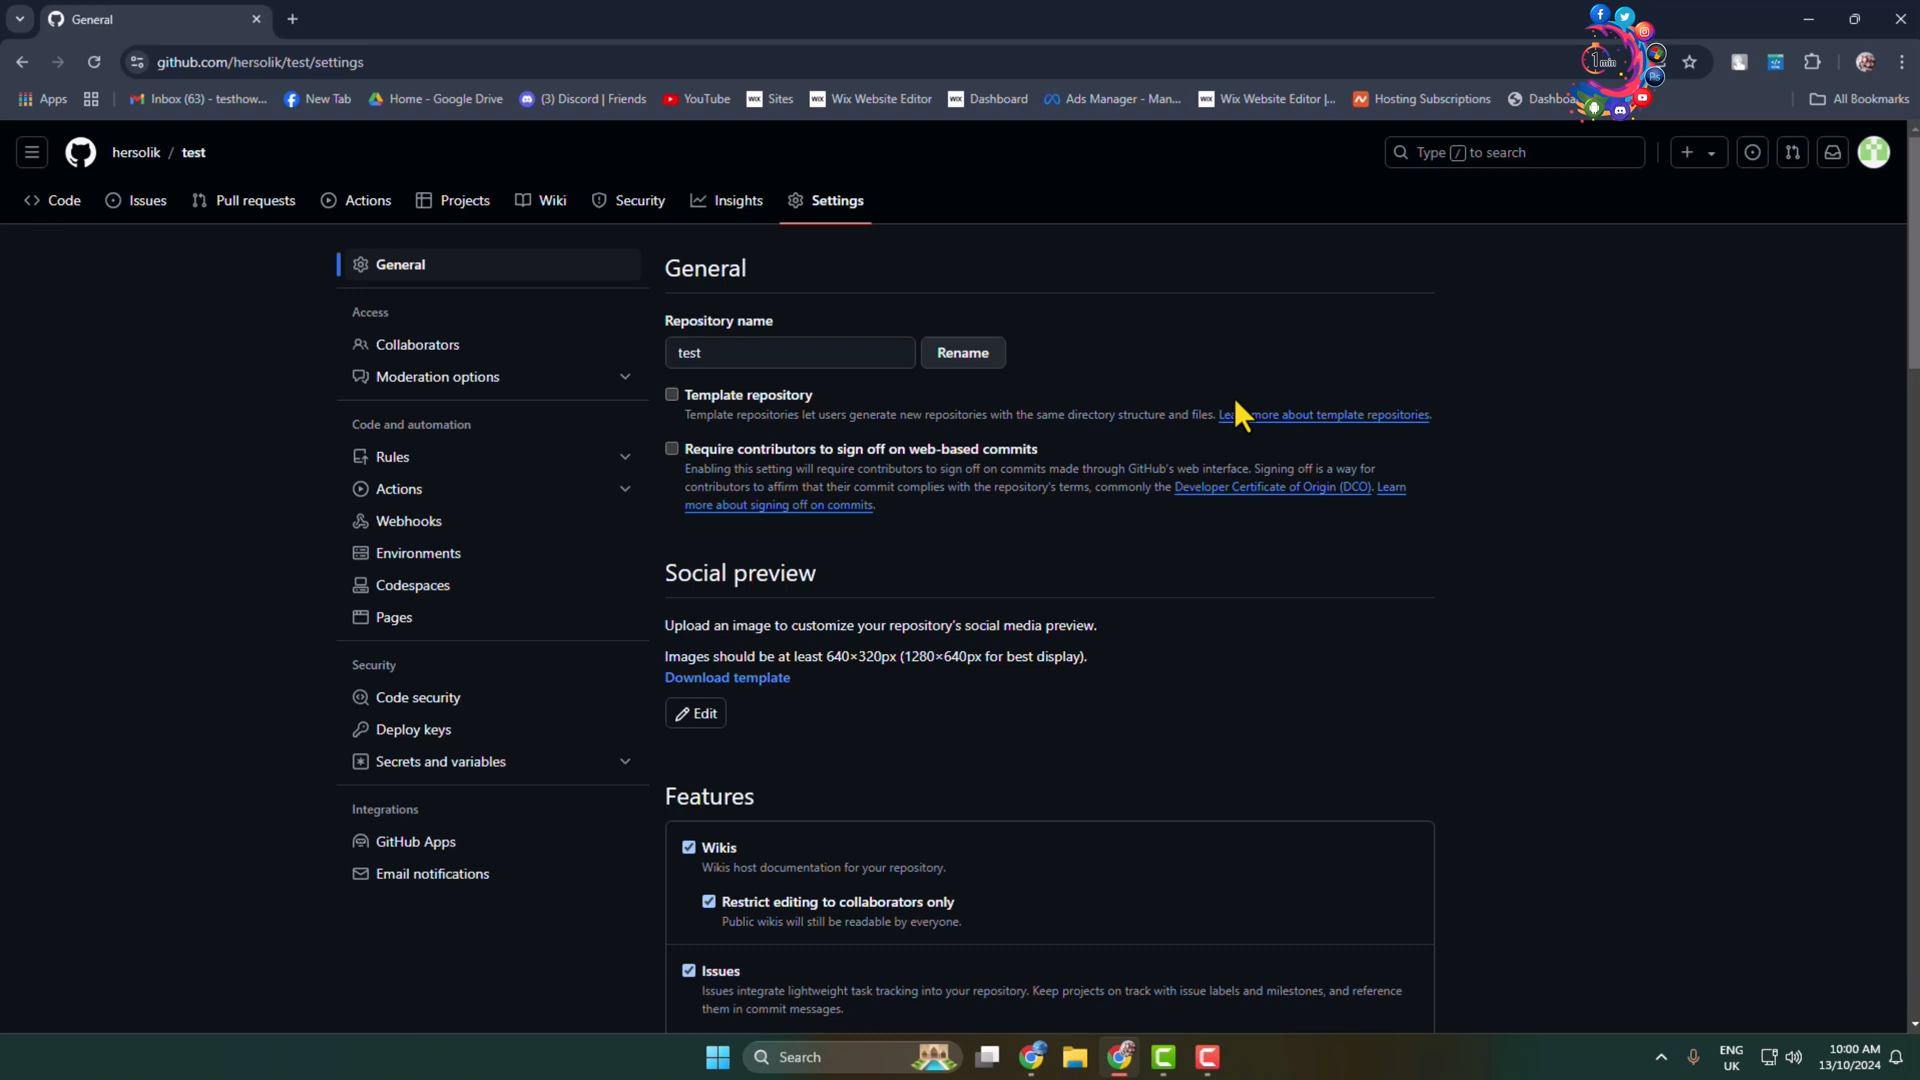 General
github.com/hersolik/test/settings
1 min
Ps
Apps
Inbox (63) - testhow...
New Tab
Home - Google Drive
(3) Discord | Friends
YouTube
WIX Sites
WIX Wix Website Editor
WIX Dashboard
Ads Manager - Man...
WIX Wix Website Editor |...
Hosting Subscriptions
All Bookmarks
hersolik / test
Type / to search
Code
Issues
Pull requests
Actions
Projects
Wiki
Security
Insights
Settings
General
Access
Collaborators
Moderation options
Code and automation
Rules
Actions
Webhooks
Environments
Codespaces
Pages
Security
Code security
Deploy keys
Secrets and variables
Integrations
GitHub Apps
Email notifications
General
Repository name
test
Rename
Template repository
Template repositories let users generate new repositories with the same directory structure and files. more about template repositories.
Require contributors to sign off on web-based commits
Enabling this setting will require contributors to sign off on commits made through GitHub's web interface. Signing off is a way for
contributors to affirm that their commit complies with the repository's terms, commonly the Developer Certificate of Origin (DCO). Learn
more about signing off on commits.
Social preview
Upload an image to customize your repository's social media preview.
Images should be at least 640×320px (1280×640px for best display).
Download template
Edit
Features
Wikis
Wikis host documentation for your repository.
Restrict editing to collaborators only
Public wikis will still be readable by everyone.
Issues
Issues integrate lightweight task tracking into your repository. Keep projects on track with issue labels and milestones, and reference
them in commit messages.
Search
ENG
UK
10:00 AM
13/10/2024